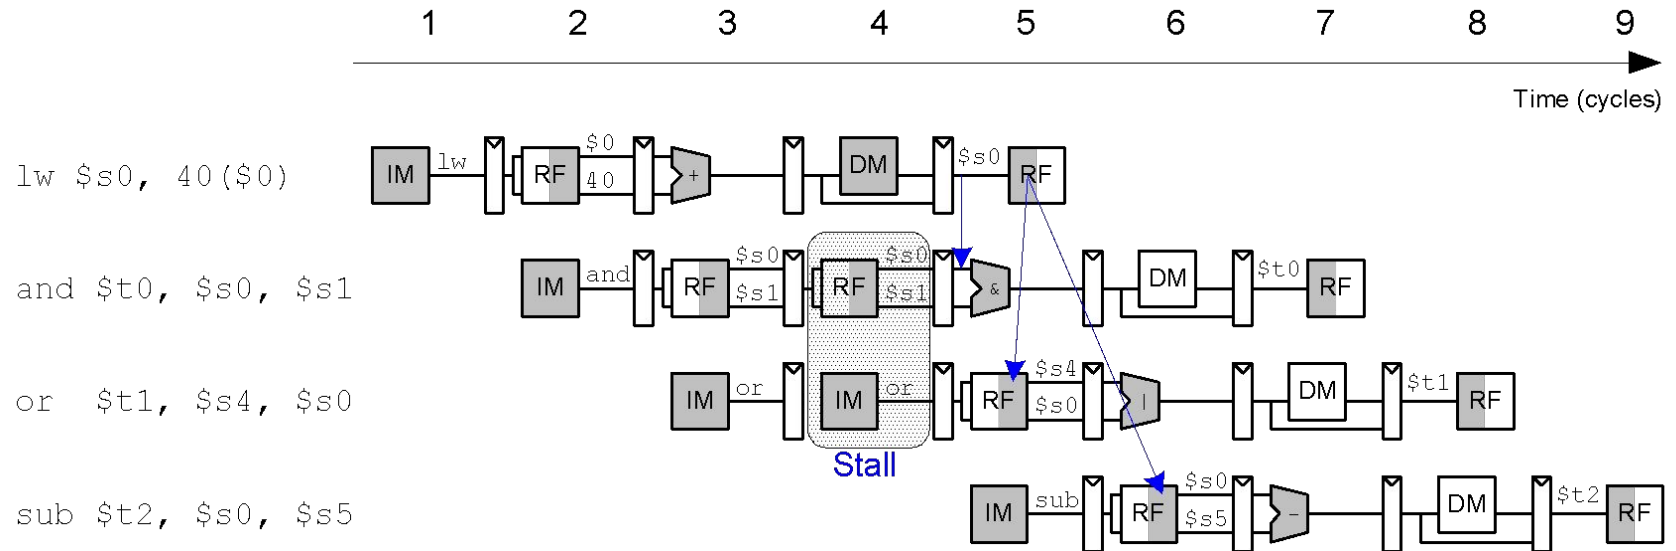 1 2 3 4 5 6 7 8 9
Time (cycles)
lw $s0, 40($0) IM lw RF $0 40 + DM $s0 RF
and $t0, $s0, $s1 IM and RF $s0 $s1 RF $s0 $s1 & DM $t0 RF
or $t1, $s4, $s0 IM or IM or RF $s4 $s0 | DM $t1 RF
Stall
sub $t2, $s0, $s5 IM sub RF $s0 $s5 - DM $t2 RF